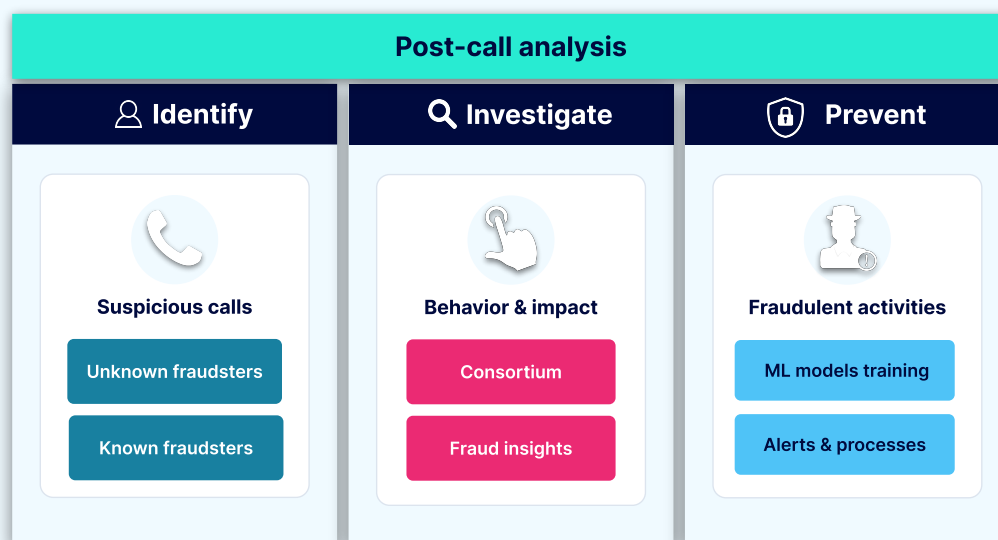 Post-call analysis
Identify
Investigate
Prevent
Suspicious calls
Unknown fraudsters
Known fraudsters
Behavior & impact
Consortium
Fraud insights
Fraudulent activities
ML models training
Alerts & processes